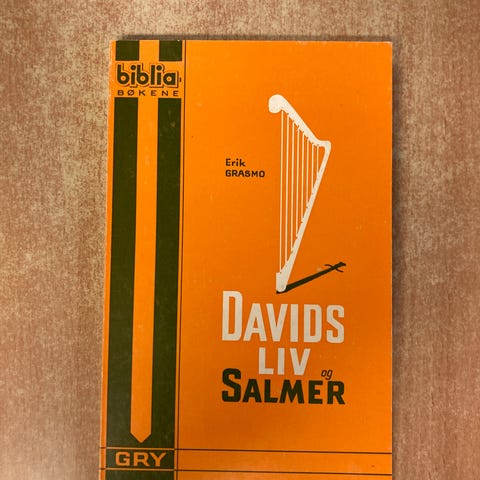 biblia-
BØKENE
Erik
GRASMO
DAVIDS
LIV
og
SALMER
GRY